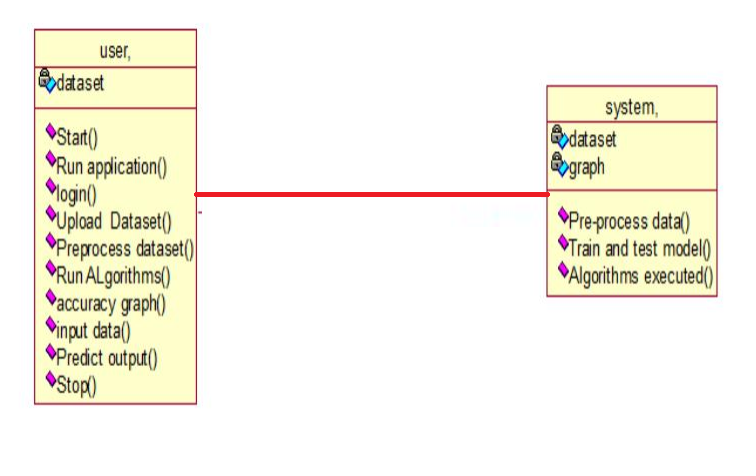 user,
dataset
Start()
Run application()
login()
Upload Dataset()
Preprocess dataset()
Run ALgorithms()
accuracy graph()
input data()
Predict output()
Stop()
system,
dataset
graph
Pre-process data()
Train and test model()
Algorithms executed()